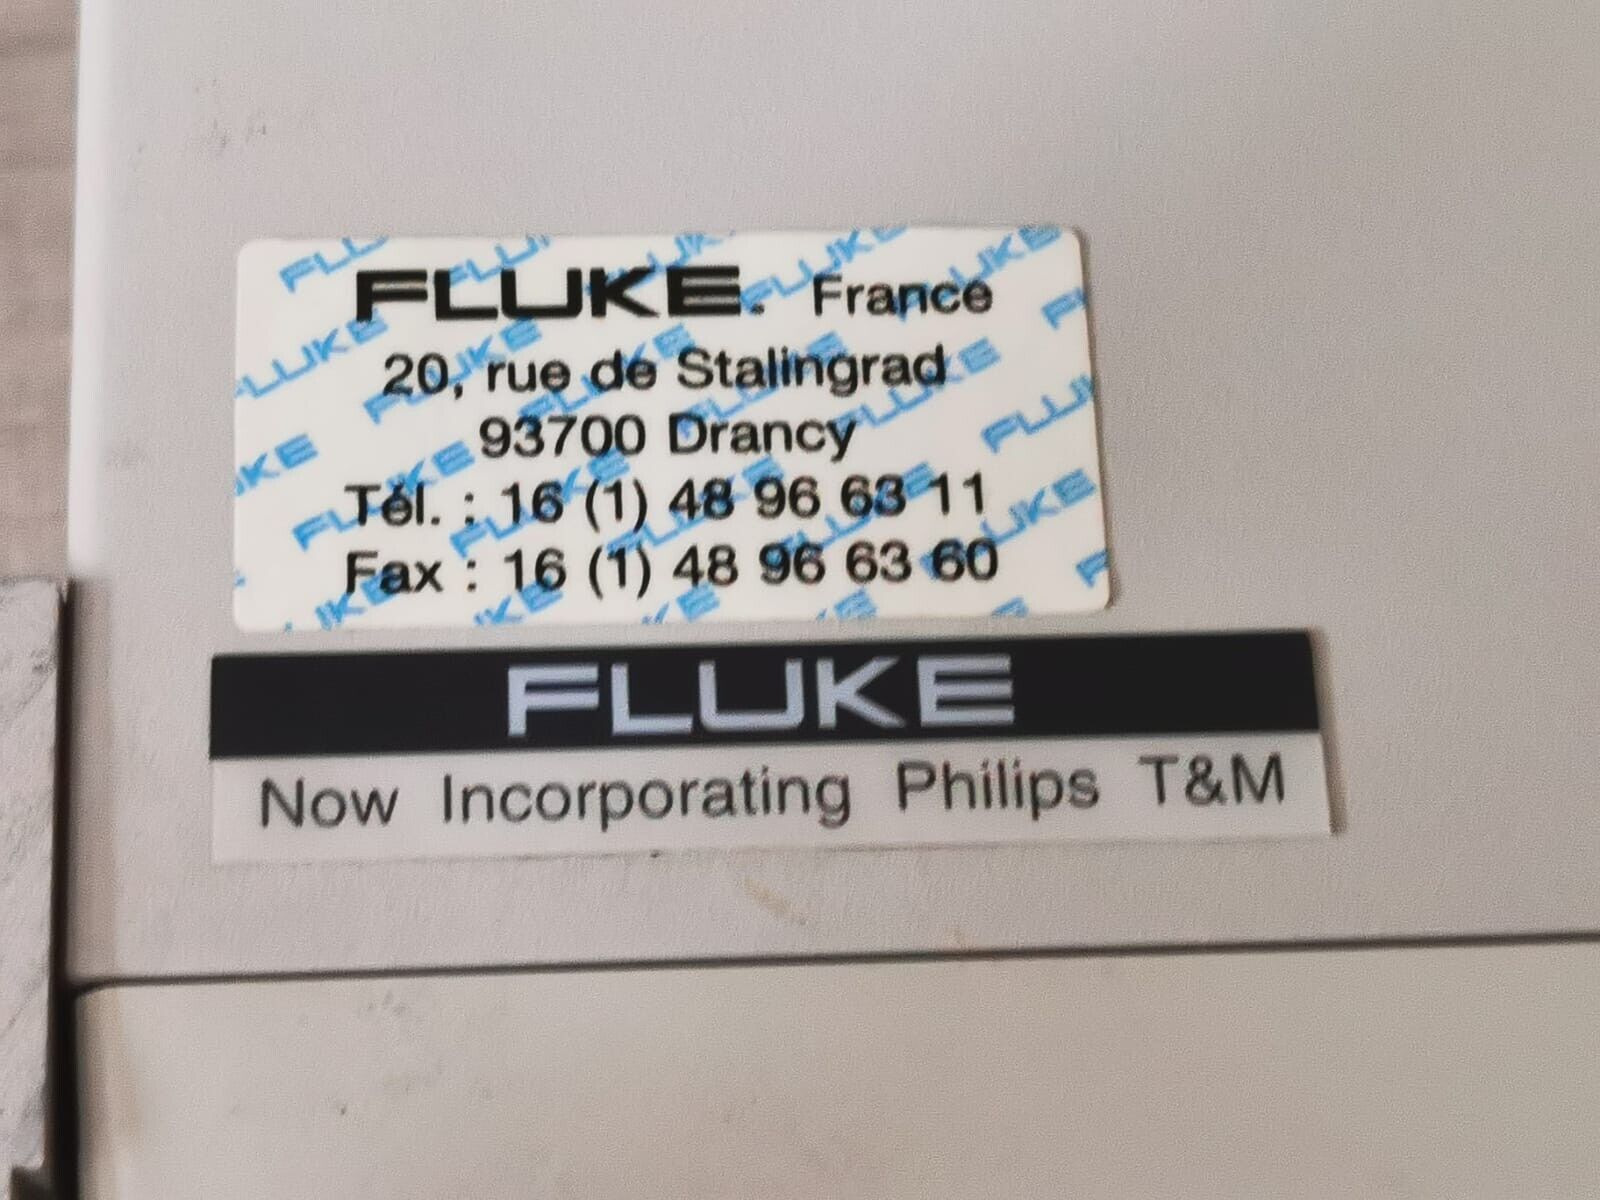 FLUKE. France
20, rue de Stalingrad
93700 Drancy
Tél. : 16 (1) 48 96 63 11
Fax : 16 (1) 48 96 63 60
FLUKE
Now Incorporating Philips T&M